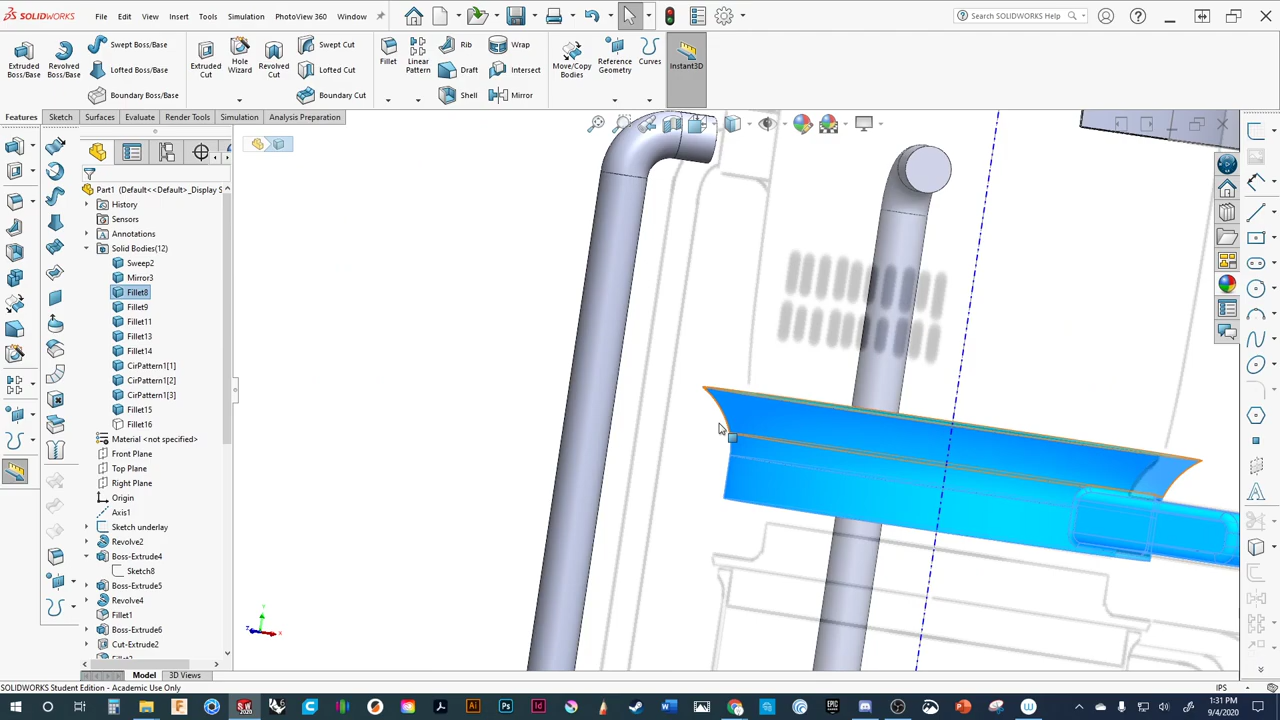 SOLIDWORKS
File Edit View Insert Tools Simulation PhotoView 360 Window
Search SOLIDWORKS Help
Extruded Boss/Base
Revolved Boss/Base
Swept Boss/Base
Lofted Boss/Base
Boundary Boss/Base
Extruded Cut
Hole Wizard
Revolved Cut
Swept Cut
Lofted Cut
Boundary Cut
Fillet
Linear Pattern
Rib
Draft
Shell
Wrap
Intersect
Mirror
Move/Copy Bodies
Reference Geometry
Curves
Instant3D
Features Sketch Surfaces Evaluate Render Tools Simulation Analysis Preparation
Part1 (Default<<Default>_Display S
History
Sensors
Annotations
Solid Bodies(12)
Sweep2
Mirror3
Fillet8
Fillet9
Fillet11
Fillet13
Fillet14
CirPattern1[1]
CirPattern1[2]
CirPattern1[3]
Fillet15
Fillet16
Material <not specified>
Front Plane
Top Plane
Right Plane
Origin
Axis1
Sketch underlay
Revolve2
Boss-Extrude4
Sketch8
Boss-Extrude5
Revolve4
Fillet1
Boss-Extrude6
Cut-Extrude2
Model 3D Views
SOLIDWORKS Student Edition - Academic Use Only
IPS
1:31 PM
9/4/2020